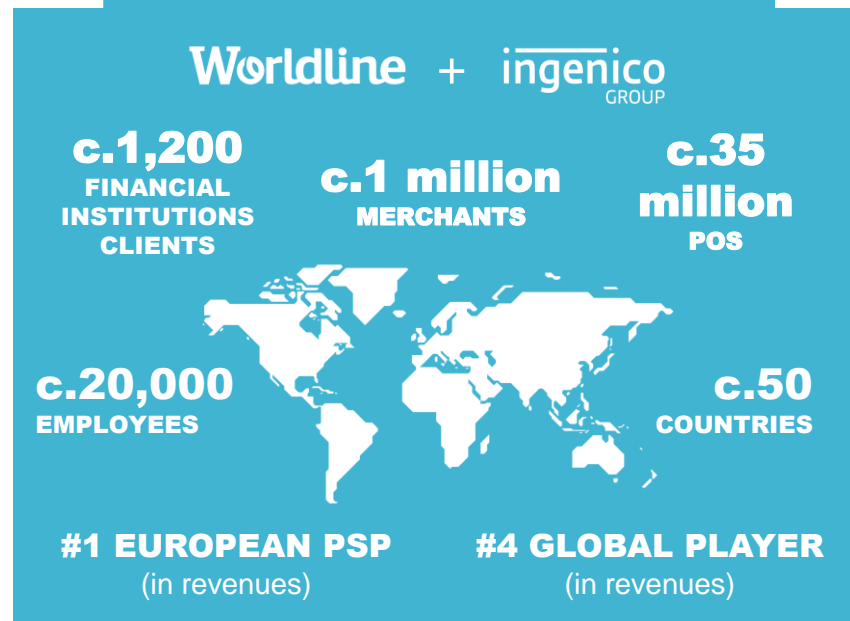 Worldline + ingenico
GROUP
c.1,200
FINANCIAL
INSTITUTIONS
CLIENTS
c.1 million
MERCHANTS
c.35
million
POS
c.20,000
EMPLOYEES
c.50
COUNTRIES
#1 EUROPEAN PSP
(in revenues)
#4 GLOBAL PLAYER
(in revenues)